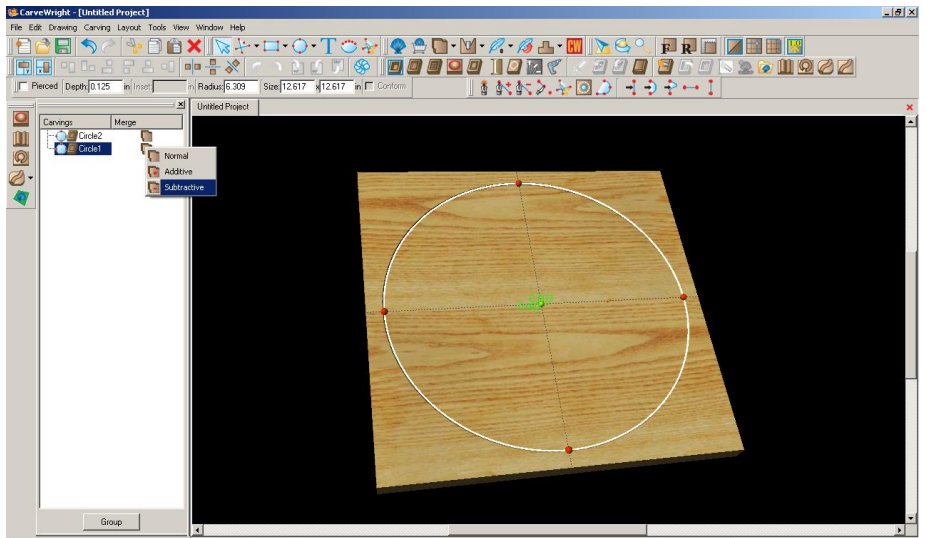 CarveWright - [Untitled Project]
File Edit Drawing Carving Layout Tools View Window Help
T CW F R
Pierced Depth: 0.125 in Inset: in Radius: 6.309 Size: 12.617 x 12.617 in Conform
Untitled Project
Carvings Merge
Circle2
Circle1
Normal
Additive
Subtractive
Group